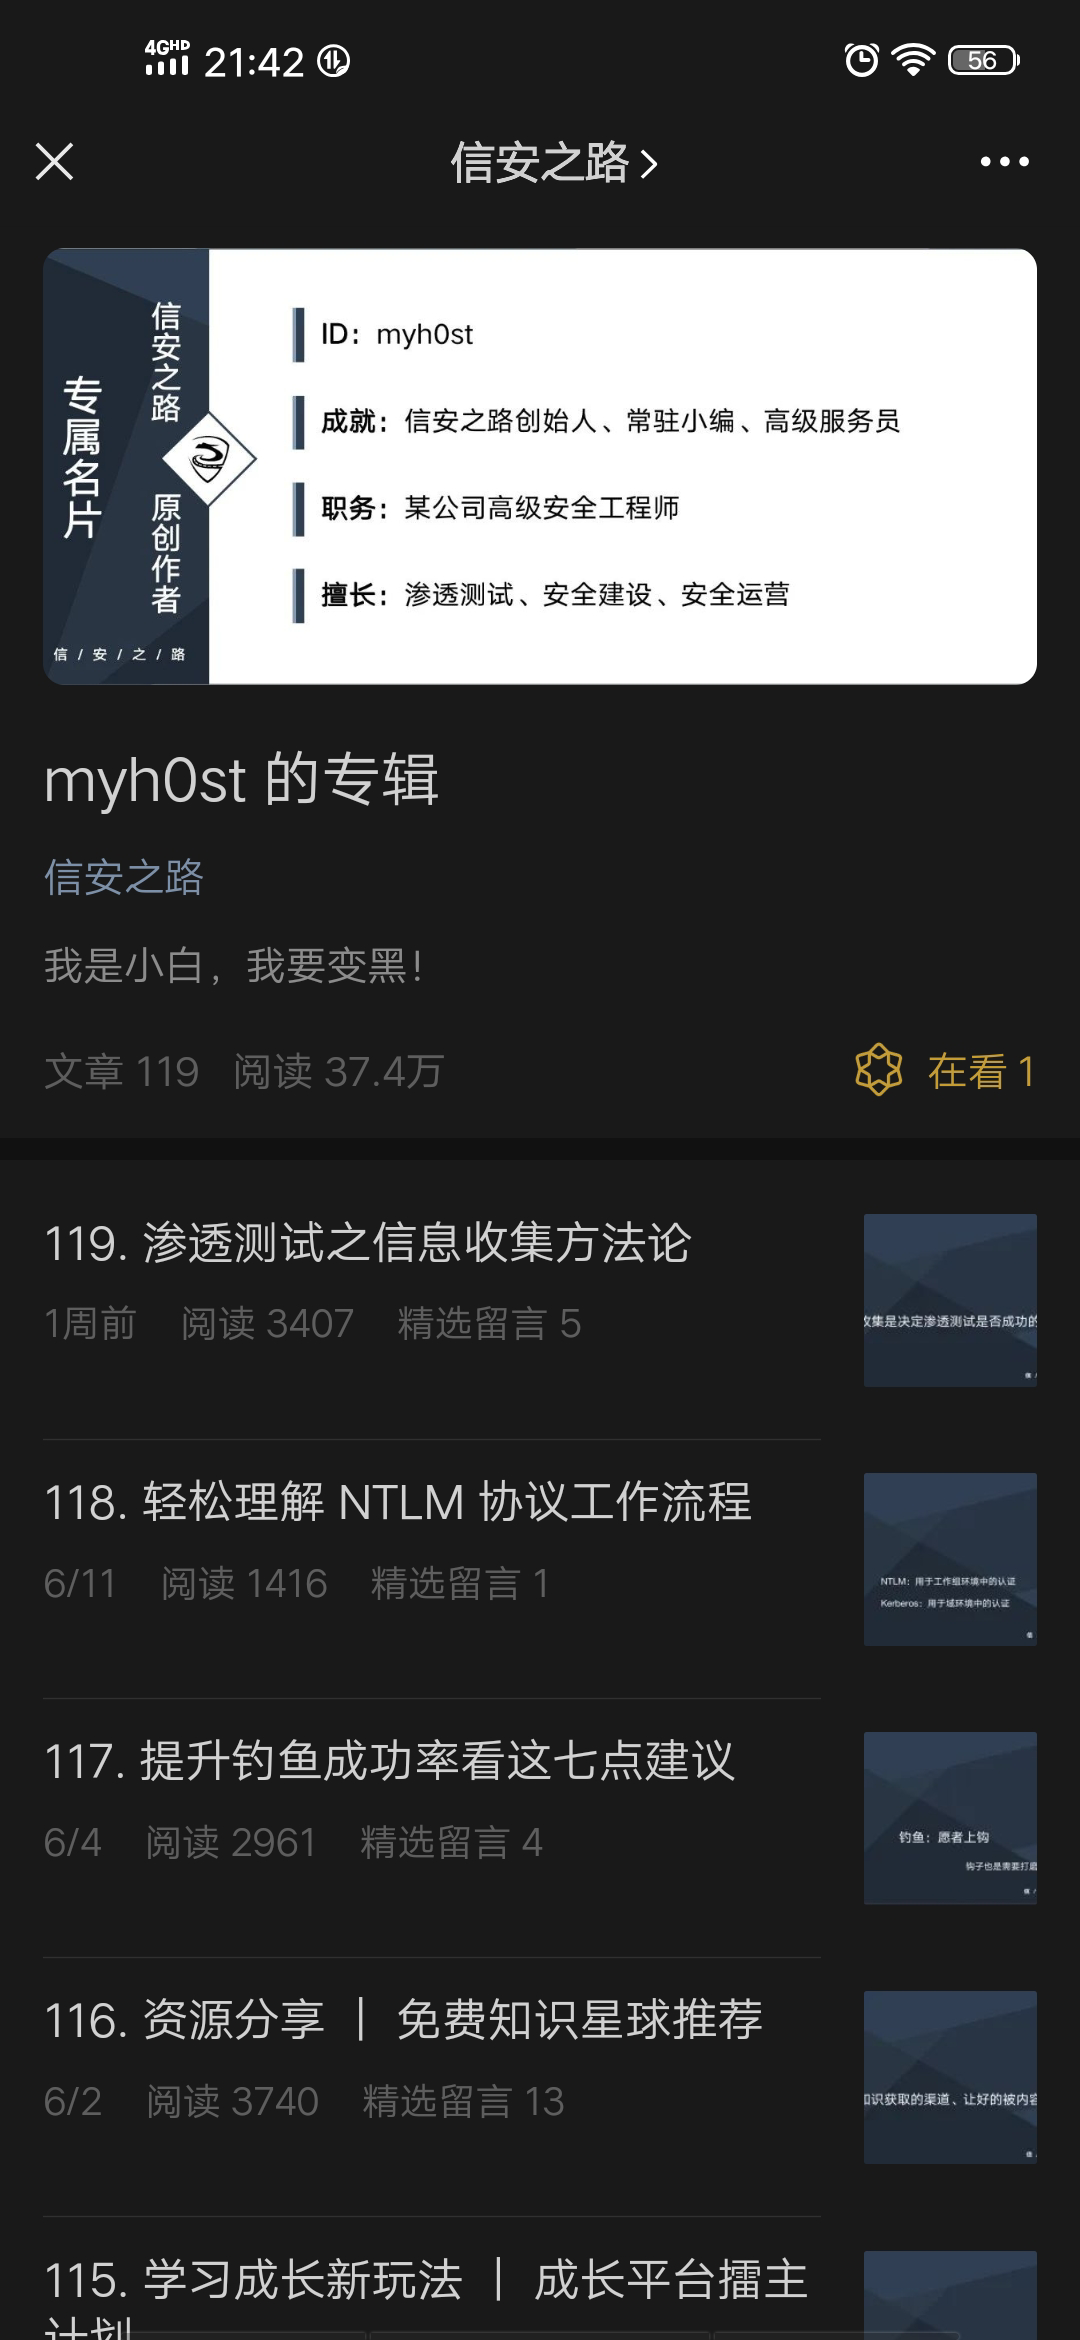 4GHD 21:42 56
信安之路
专属名片
信安之路 原创作者
信 / 安 / 之 / 路
ID：myh0st
成就：信安之路创始人、常驻小编、高级服务员
职务：某公司高级安全工程师
擅长：渗透测试、安全建设、安全运营
myh0st 的专辑
信安之路
我是小白，我要变黑！
文章 119 阅读 37.4万 在看 1
119. 渗透测试之信息收集方法论
1周前 阅读 3407 精选留言 5
集是决定渗透测试是否成功的
118. 轻松理解 NTLM 协议工作流程
6/11 阅读 1416 精选留言 1
NTLM：用于工作组环境中的认证
Kerberos：用于域环境中的认证
117. 提升钓鱼成功率看这七点建议
6/4 阅读 2961 精选留言 4
钓鱼：愿者上钩
钩子也是需要打磨
116. 资源分享 ｜ 免费知识星球推荐
6/2 阅读 3740 精选留言 13
识获取的渠道、让好的被内容
115. 学习成长新玩法 ｜ 成长平台擂主
计划